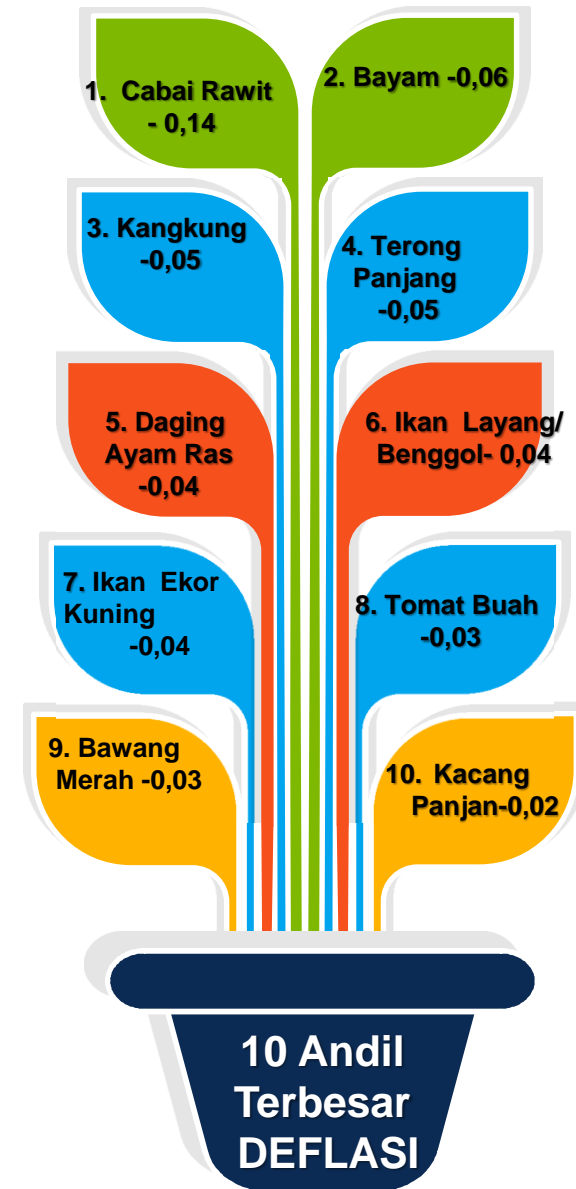 1. Cabai Rawit
- 0,14
2. Bayam -0,06
3. Kangkung
-0,05
4. Terong
Panjang
-0,05
5. Daging
Ayam Ras
-0,04
6. Ikan Layang/
Benggol- 0,04
7. Ikan Ekor
Kuning
-0,04
8. Tomat Buah
-0,03
9. Bawang
Merah -0,03
10. Kacang
Panjan-0,02
10 Andil
Terbesar
DEFLASI